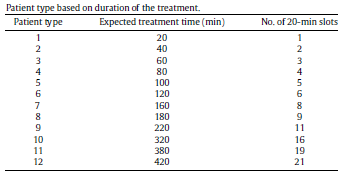 Patient type based on duration of the treatment.
Patient type Expected treatment time (min) No. of 20-min slots
1 20 1
2 40 2
3 60 3
4 80 4
5 100 5
6 120 6
7 160 8
8 180 9
9 220 11
10 320 16
11 380 19
12 420 21